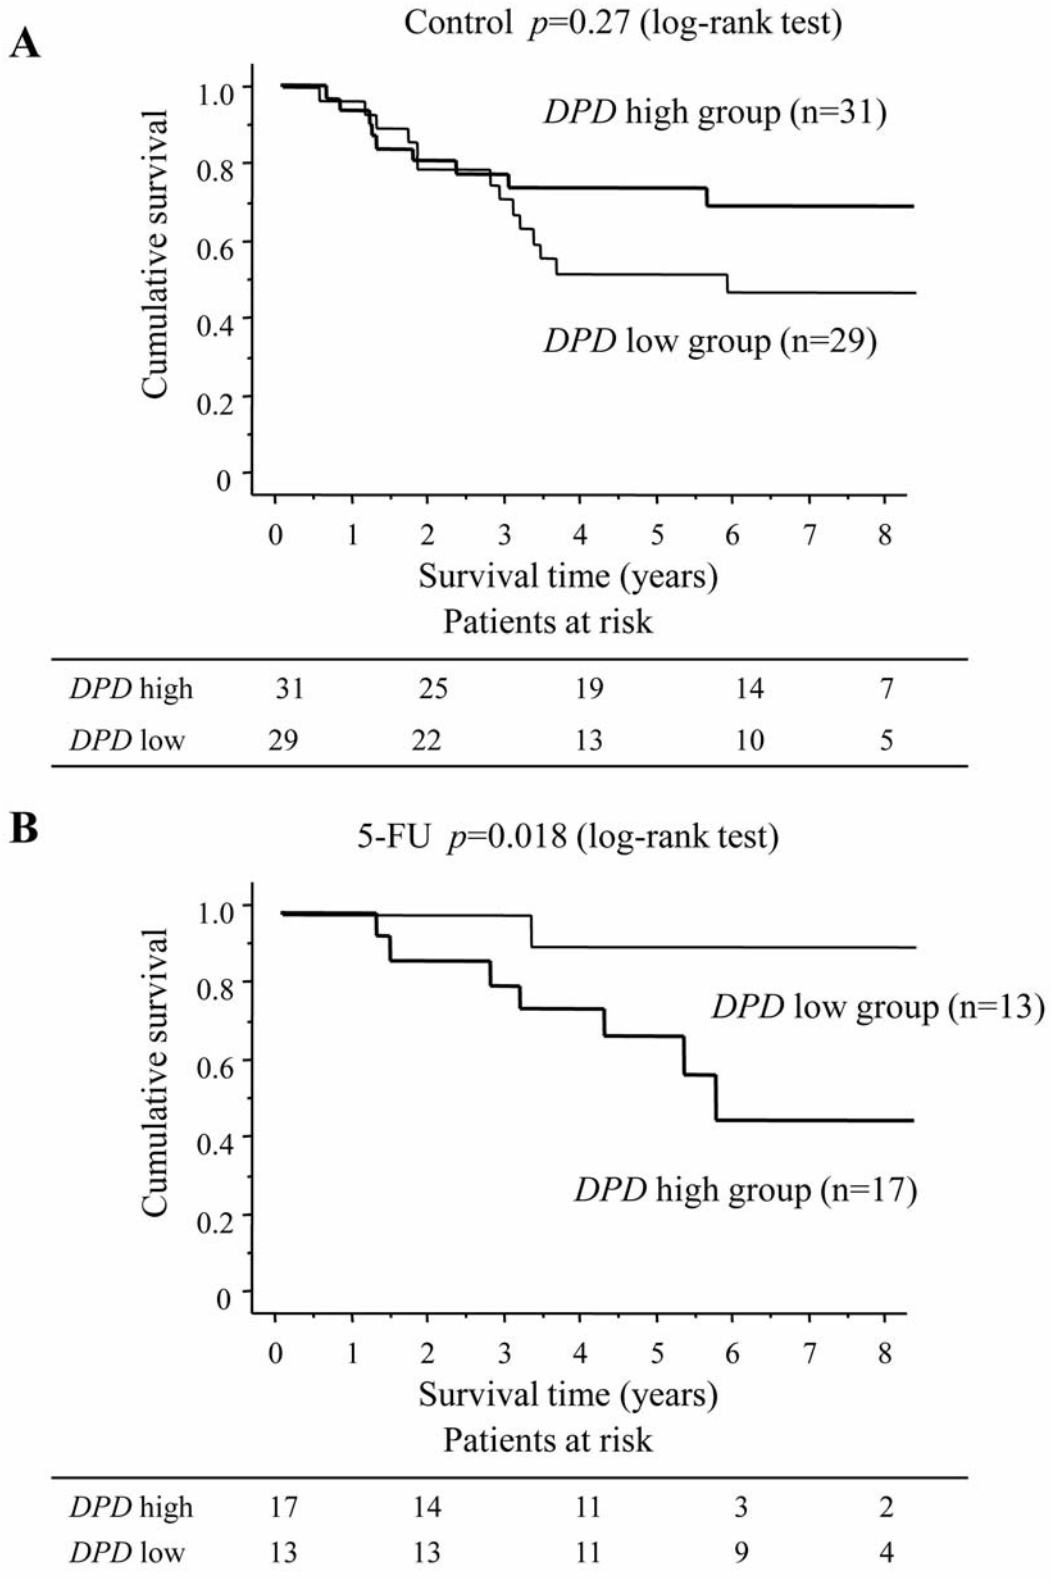 A
Control p=0.27 (log-rank test)
DPD high group (n=31)
DPD low group (n=29)
Cumulative survival
1.0
0.8
0.6
0.4
0.2
0
0 1 2 3 4 5 6 7 8
Survival time (years)
Patients at risk
DPD high 31 25 19 14 7
DPD low 29 22 13 10 5
B
5-FU p=0.018 (log-rank test)
DPD low group (n=13)
DPD high group (n=17)
Cumulative survival
1.0
0.8
0.6
0.4
0.2
0
0 1 2 3 4 5 6 7 8
Survival time (years)
Patients at risk
DPD high 17 14 11 3 2
DPD low 13 13 11 9 4